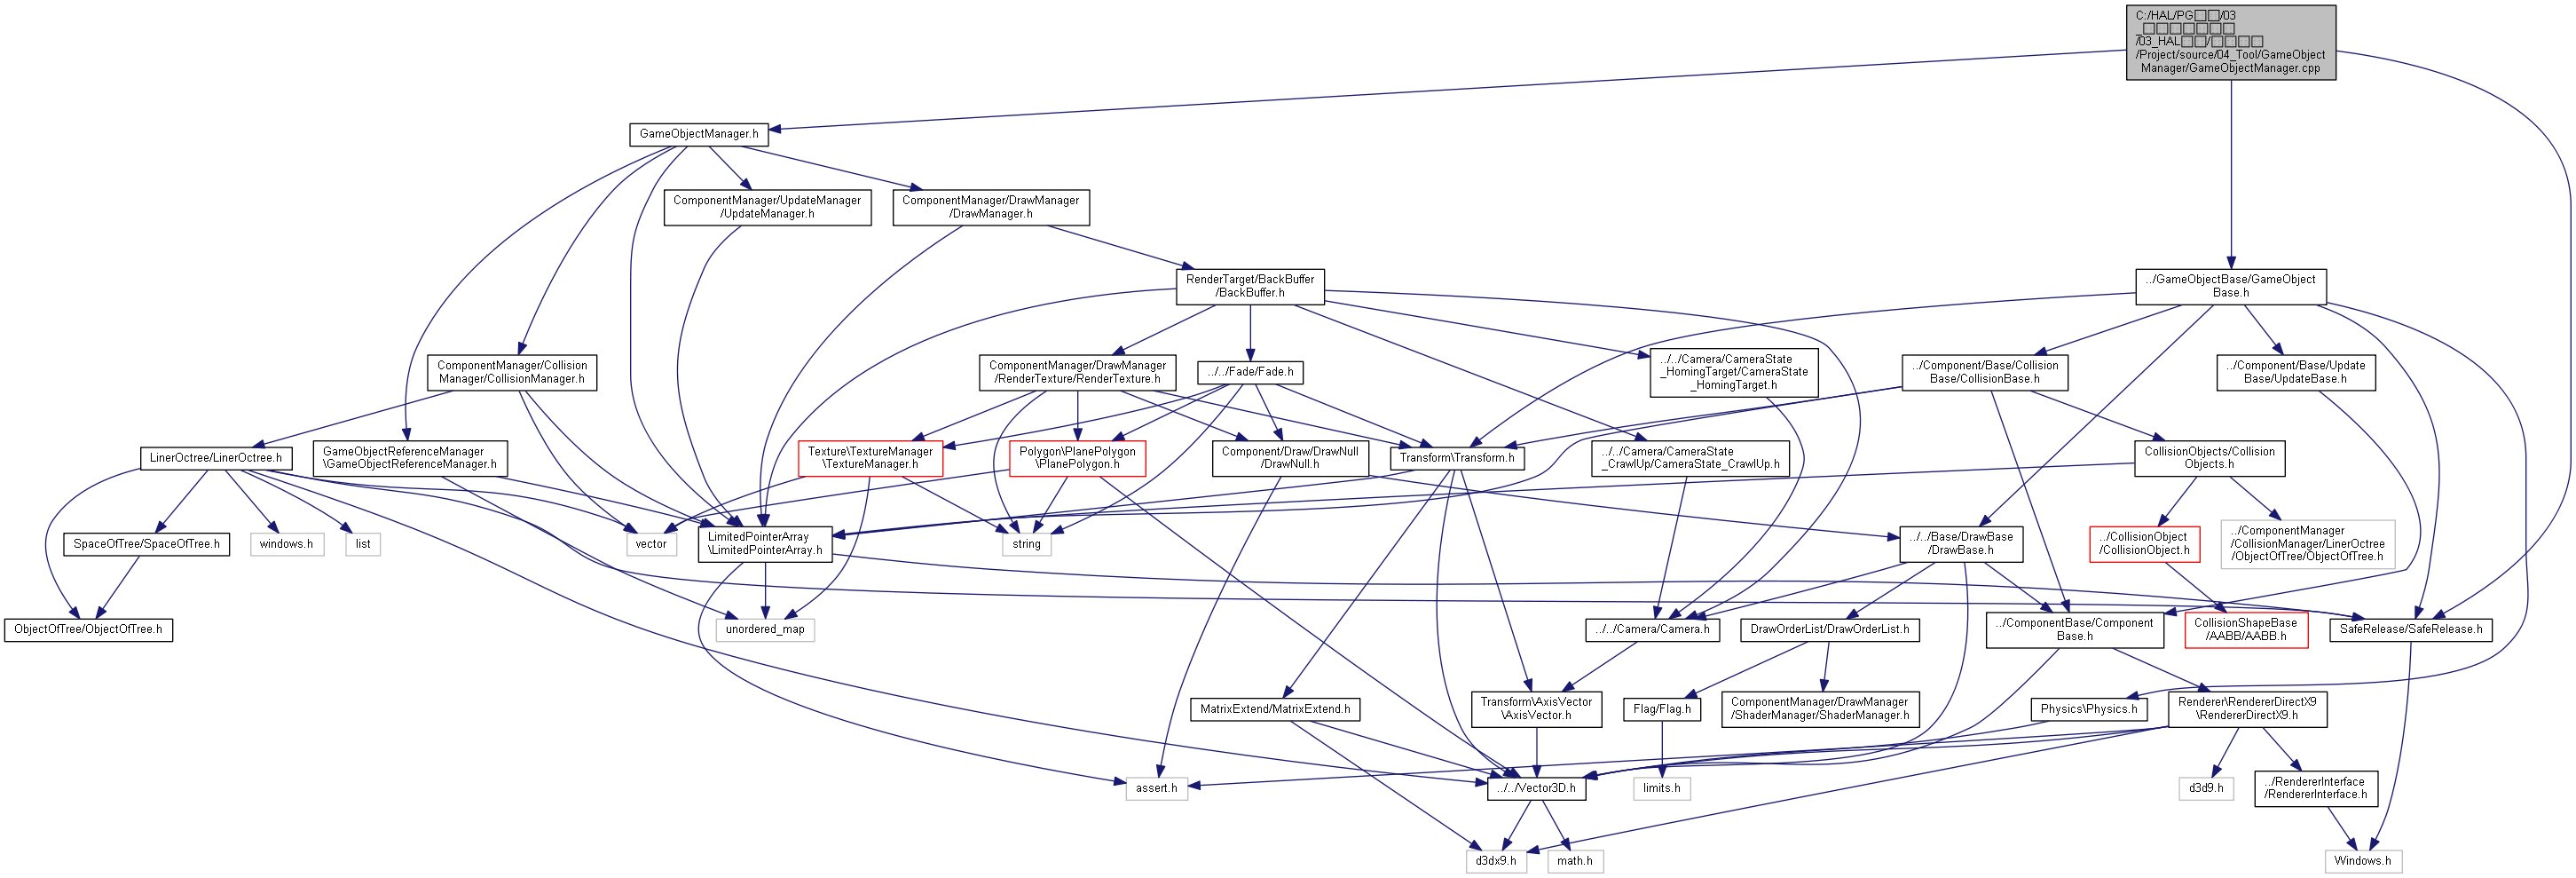 C:/HAL/PG□□/03
_□□□□□□□
/03_HAL□□/□□□□
/Project/source/04_Tool/GameObject
Manager/GameObjectManager.cpp
GameObjectManager.h
ComponentManager/UpdateManager
/UpdateManager.h
ComponentManager/DrawManager
/DrawManager.h
RenderTarget/BackBuffer
/BackBuffer.h
../GameObjectBase/GameObject
Base.h
ComponentManager/Collision
Manager/CollisionManager.h
ComponentManager/DrawManager
/RenderTexture/RenderTexture.h
../../Fade/Fade.h
../../Camera/CameraState
_HomingTarget/CameraState
_HomingTarget.h
../Component/Base/Collision
Base/CollisionBase.h
../Component/Base/Update
Base/UpdateBase.h
LinerOctree/LinerOctree.h
GameObjectReferenceManager
\GameObjectReferenceManager.h
Texture\TextureManager
\TextureManager.h
Polygon\PlanePolygon
\PlanePolygon.h
Component/Draw/DrawNull
/DrawNull.h
Transform\Transform.h
../../Camera/CameraState
_CrawlUp/CameraState_CrawlUp.h
CollisionObjects/Collision
Objects.h
SpaceOfTree/SpaceOfTree.h
windows.h
list
vector
LimitedPointerArray
\LimitedPointerArray.h
string
../../Base/DrawBase
/DrawBase.h
../CollisionObject
/CollisionObject.h
../ComponentManager
/CollisionManager/LinerOctree
/ObjectOfTree/ObjectOfTree.h
ObjectOfTree/ObjectOfTree.h
unordered_map
../../Camera/Camera.h
DrawOrderList/DrawOrderList.h
../ComponentBase/Component
Base.h
CollisionShapeBase
/AABB/AABB.h
SafeRelease/SafeRelease.h
MatrixExtend/MatrixExtend.h
Transform\AxisVector
\AxisVector.h
Flag/Flag.h
ComponentManager/DrawManager
/ShaderManager/ShaderManager.h
Physics\Physics.h
Renderer\RendererDirectX9
\RendererDirectX9.h
assert.h
../../Vector3D.h
limits.h
d3d9.h
../RendererInterface
/RendererInterface.h
d3dx9.h
math.h
Windows.h